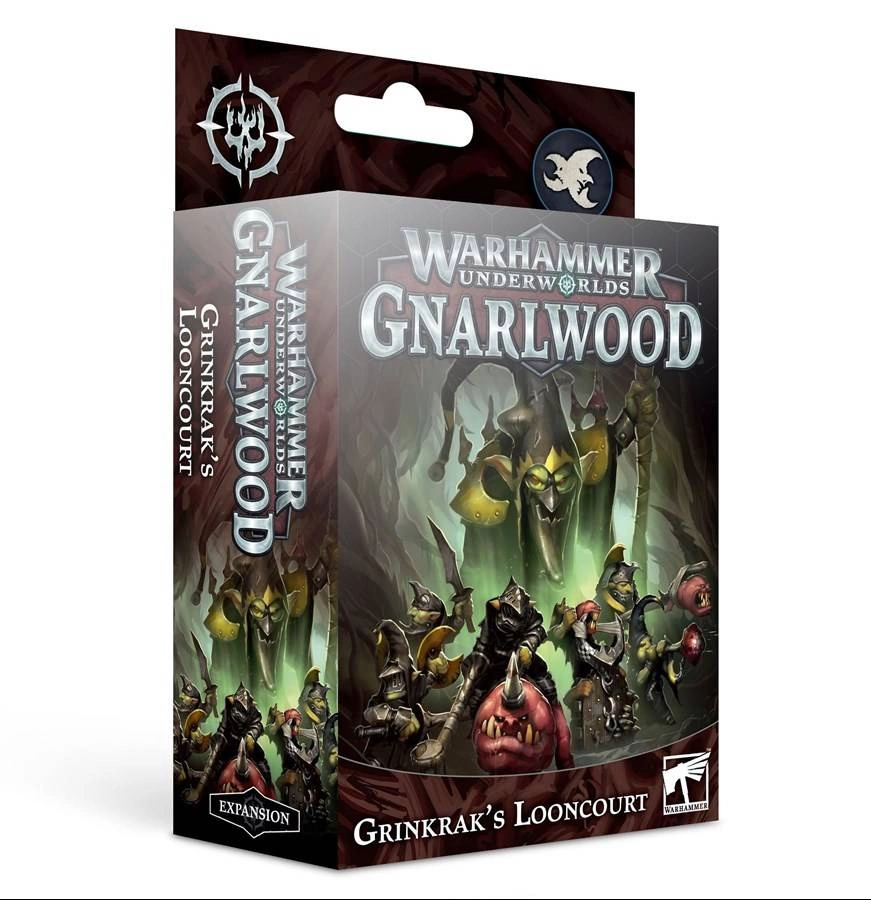 WARHAMMER
UNDERWORLDS
GNARLWOOD
GRINKRAK'S LOONCOURT
WARHAMMER
WARHAMMER
UNDERWORLDS
GNARLWOOD
GRINKRAK'S
LOONCOURT
EXPANSION